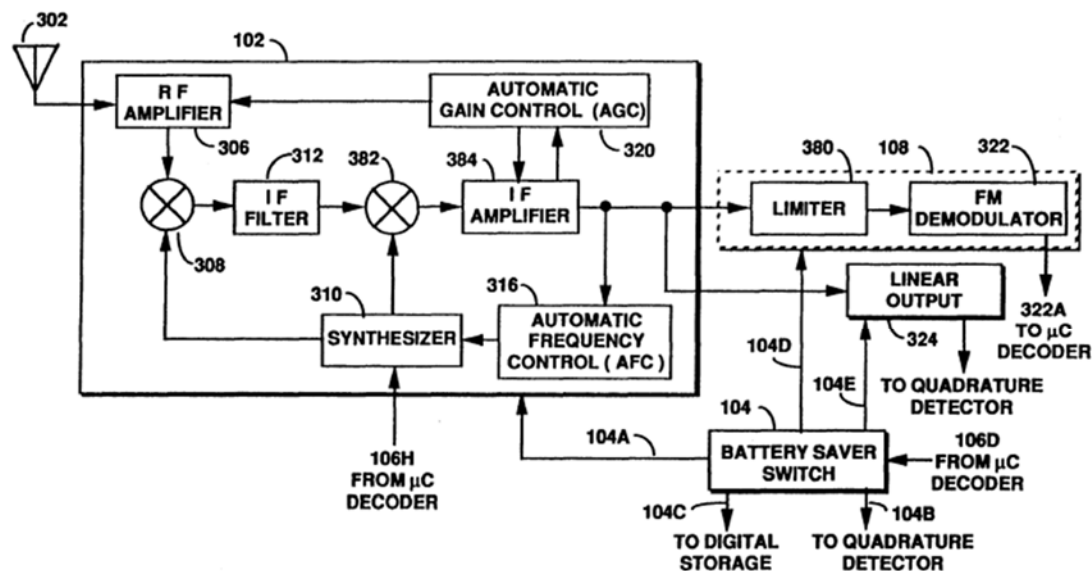 302
102
R F
AMPLIFIER
306
AUTOMATIC
GAIN CONTROL (AGC)
320
312
382
384
380
108
322
308
I F
FILTER
I F
AMPLIFIER
LIMITER
FM
DEMODULATOR
310
SYNTHESIZER
316
AUTOMATIC
FREQUENCY
CONTROL ( AFC )
LINEAR
OUTPUT
324
322A
TO μC
DECODER
104D
104E
TO QUADRATURE
DETECTOR
106H
FROM μC
DECODER
104A
104
BATTERY SAVER
SWITCH
106D
FROM μC
DECODER
104C
104B
TO DIGITAL
STORAGE
TO QUADRATURE
DETECTOR